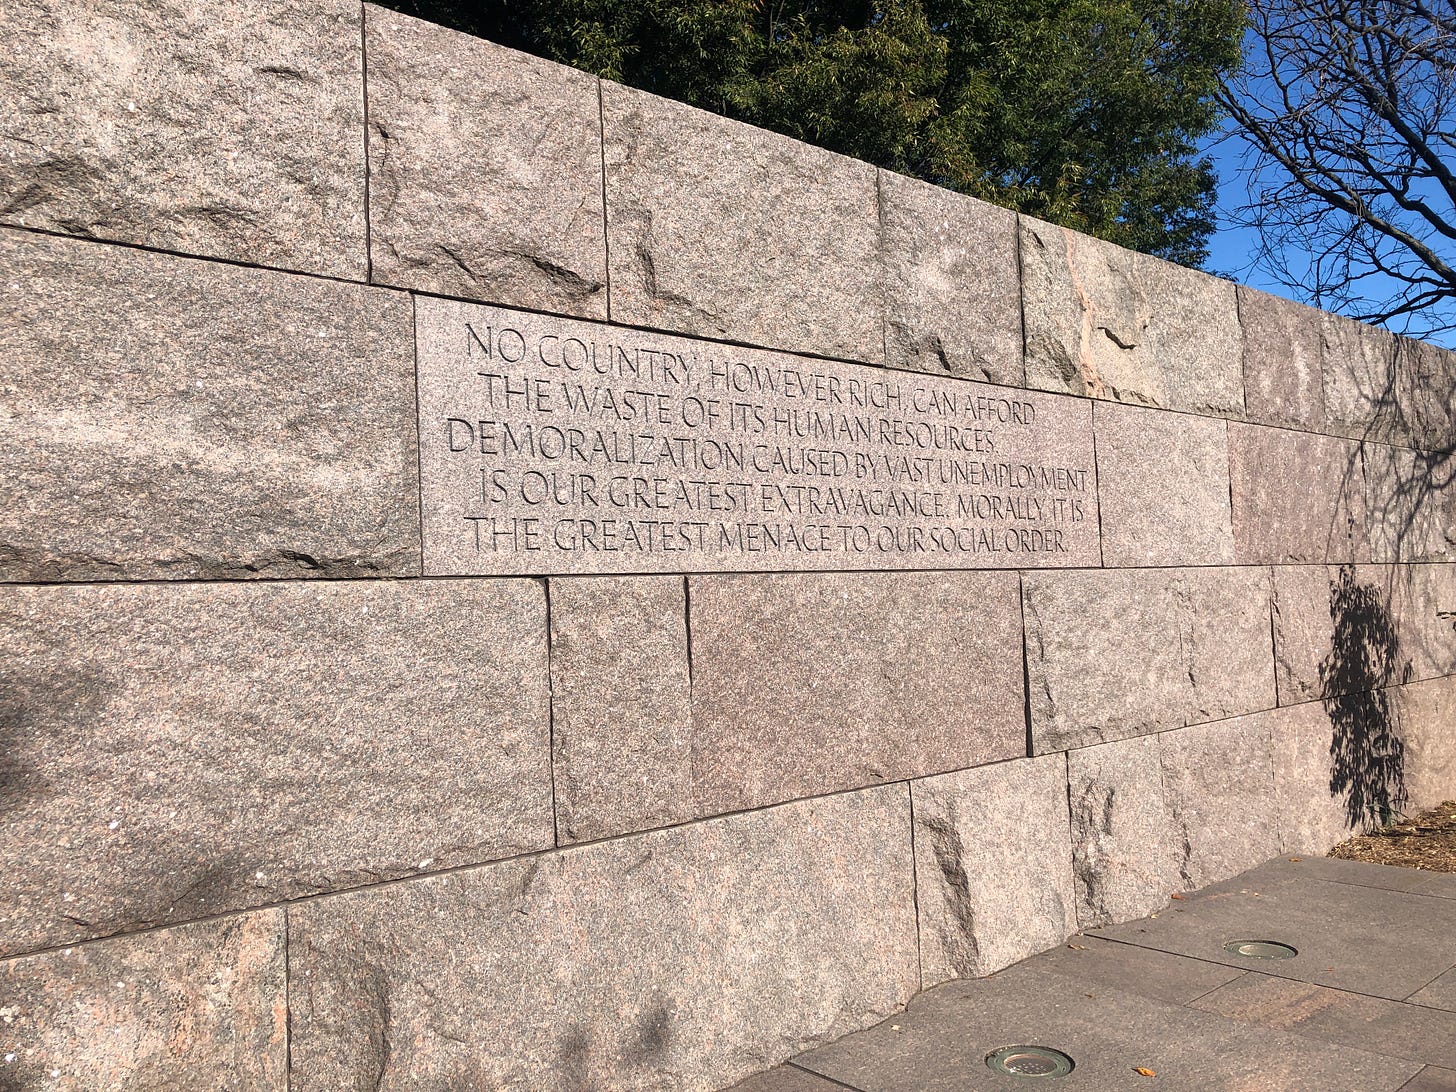 NO COUNTRY, HOWEVER RICH, CAN AFFORD
THE WASTE OF ITS HUMAN RESOURCES.
DEMORALIZATION CAUSED BY VAST UNEMPLOYMENT
IS OUR GREATEST EXTRAVAGANCE. MORALLY, IT IS
THE GREATEST MENACE TO OUR SOCIAL ORDER.